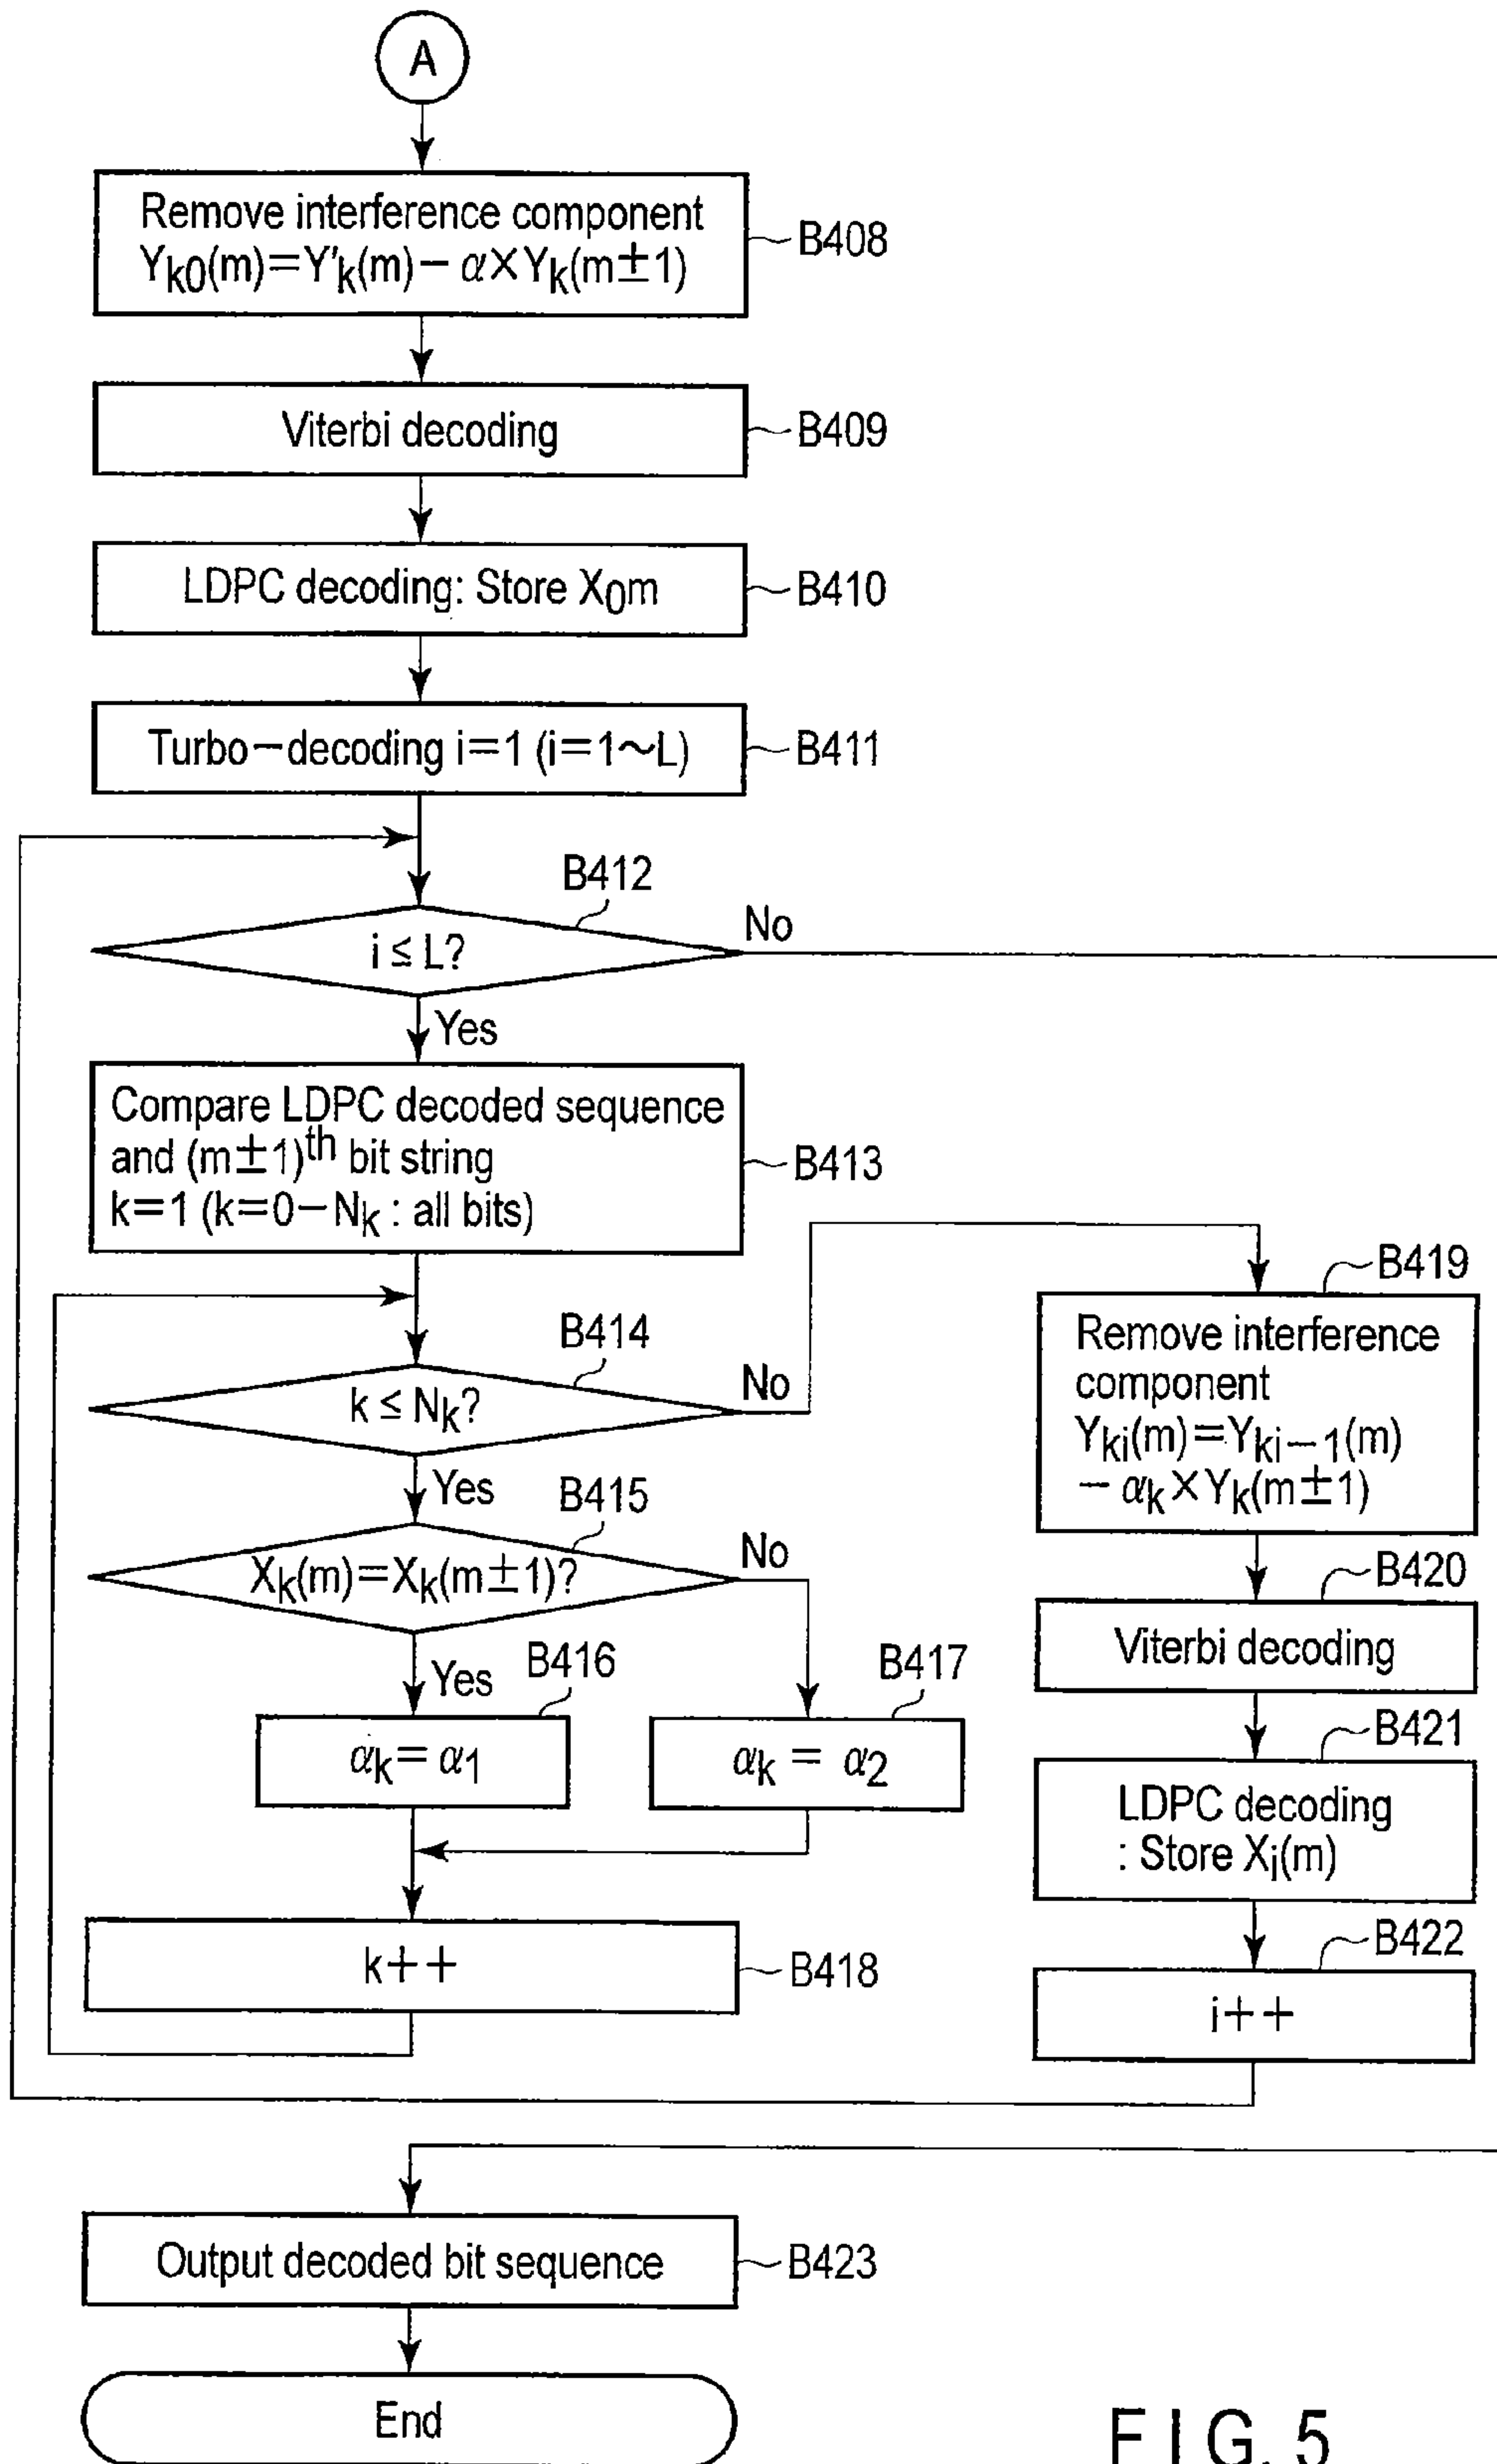 A
Remove interference component
Yk0(m)=Y'k(m)− α×Yk(m±1)
B408
Viterbi decoding
B409
LDPC decoding: Store X0m
B410
Turbo−decoding i=1 (i=1~L)
B411
B412
i ≤ L?
No
Yes
Compare LDPC decoded sequence
and (m±1)th bit string
k=1 (k=0−Nk : all bits)
B413
B414
k ≤ Nk?
No
Yes
B415
Xk(m)=Xk(m±1)?
No
Yes
B416
αk= α1
B417
αk = α2
k++
B418
B419
Remove interference
component
Yki(m)=Yki−1(m)
− αk×Yk(m±1)
B420
Viterbi decoding
B421
LDPC decoding
: Store Xi(m)
B422
i++
Output decoded bit sequence
B423
End
FIG. 5